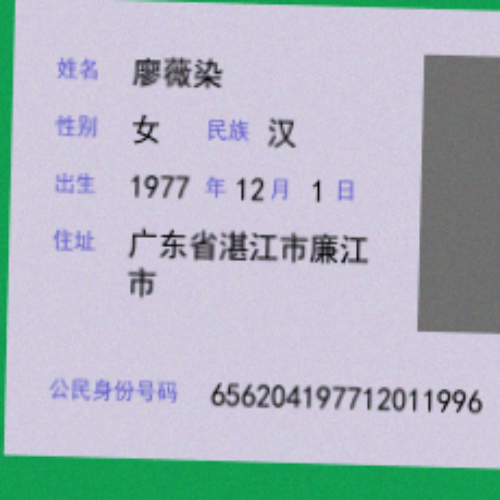 姓名 廖薇染
性别 女 民族 汉
出生 1977 年 12 月 1 日
住址 广东省湛江市廉江
市
公民身份号码 656204197712011996